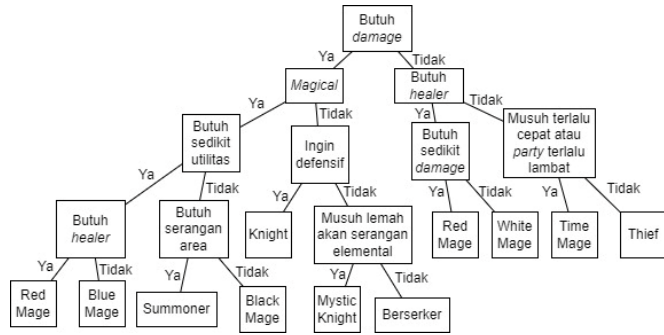 Butuh
damage
Ya
Tidak
Magical
Butuh
healer
Ya
Tidak
Ya
Tidak
Butuh
sedikit
utilitas
Ingin
defensif
Butuh
sedikit
damage
Musuh terlalu
cepat atau
party terlalu
lambat
Ya
Tidak
Ya
Tidak
Ya
Tidak
Ya
Tidak
Butuh
healer
Butuh
serangan
area
Knight
Musuh lemah
akan serangan
elemental
Red
Mage
White
Mage
Time
Mage
Thief
Ya
Tidak
Ya
Tidak
Ya
Tidak
Red
Mage
Blue
Mage
Summoner
Black
Mage
Mystic
Knight
Berserker